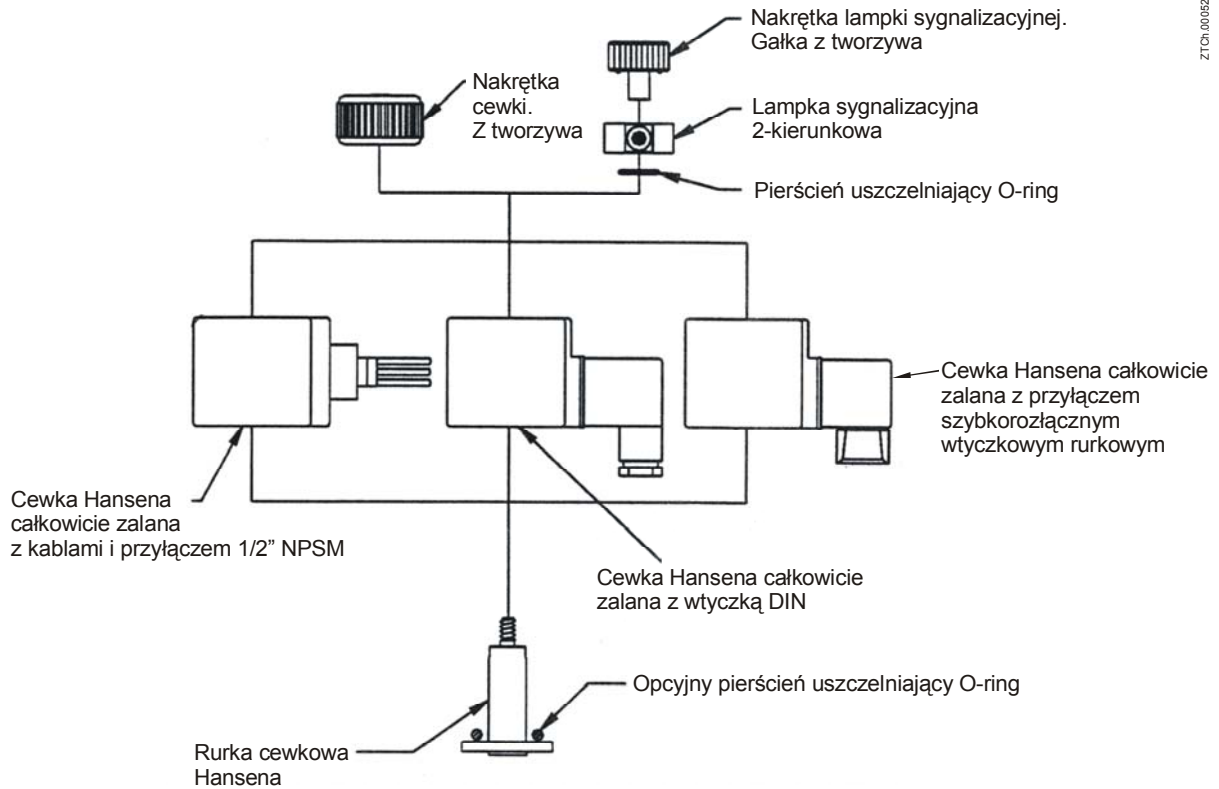 ZTCh.00052
Nakrętka lampki sygnalizacyjnej.
Gałka z tworzywa
Nakrętka
cewki.
Z tworzywa
Lampka sygnalizacyjna
2-kierunkowa
Pierścień uszczelniający O-ring
Cewka Hansena całkowicie
zalana z przyłączem
szybkorozłącznym
wtyczkowym rurkowym
Cewka Hansena
całkowicie zalana
z kablami i przyłączem 1/2” NPSM
Cewka Hansena całkowicie
zalana z wtyczką DIN
Opcyjny pierścień uszczelniający O-ring
Rurka cewkowa
Hansena